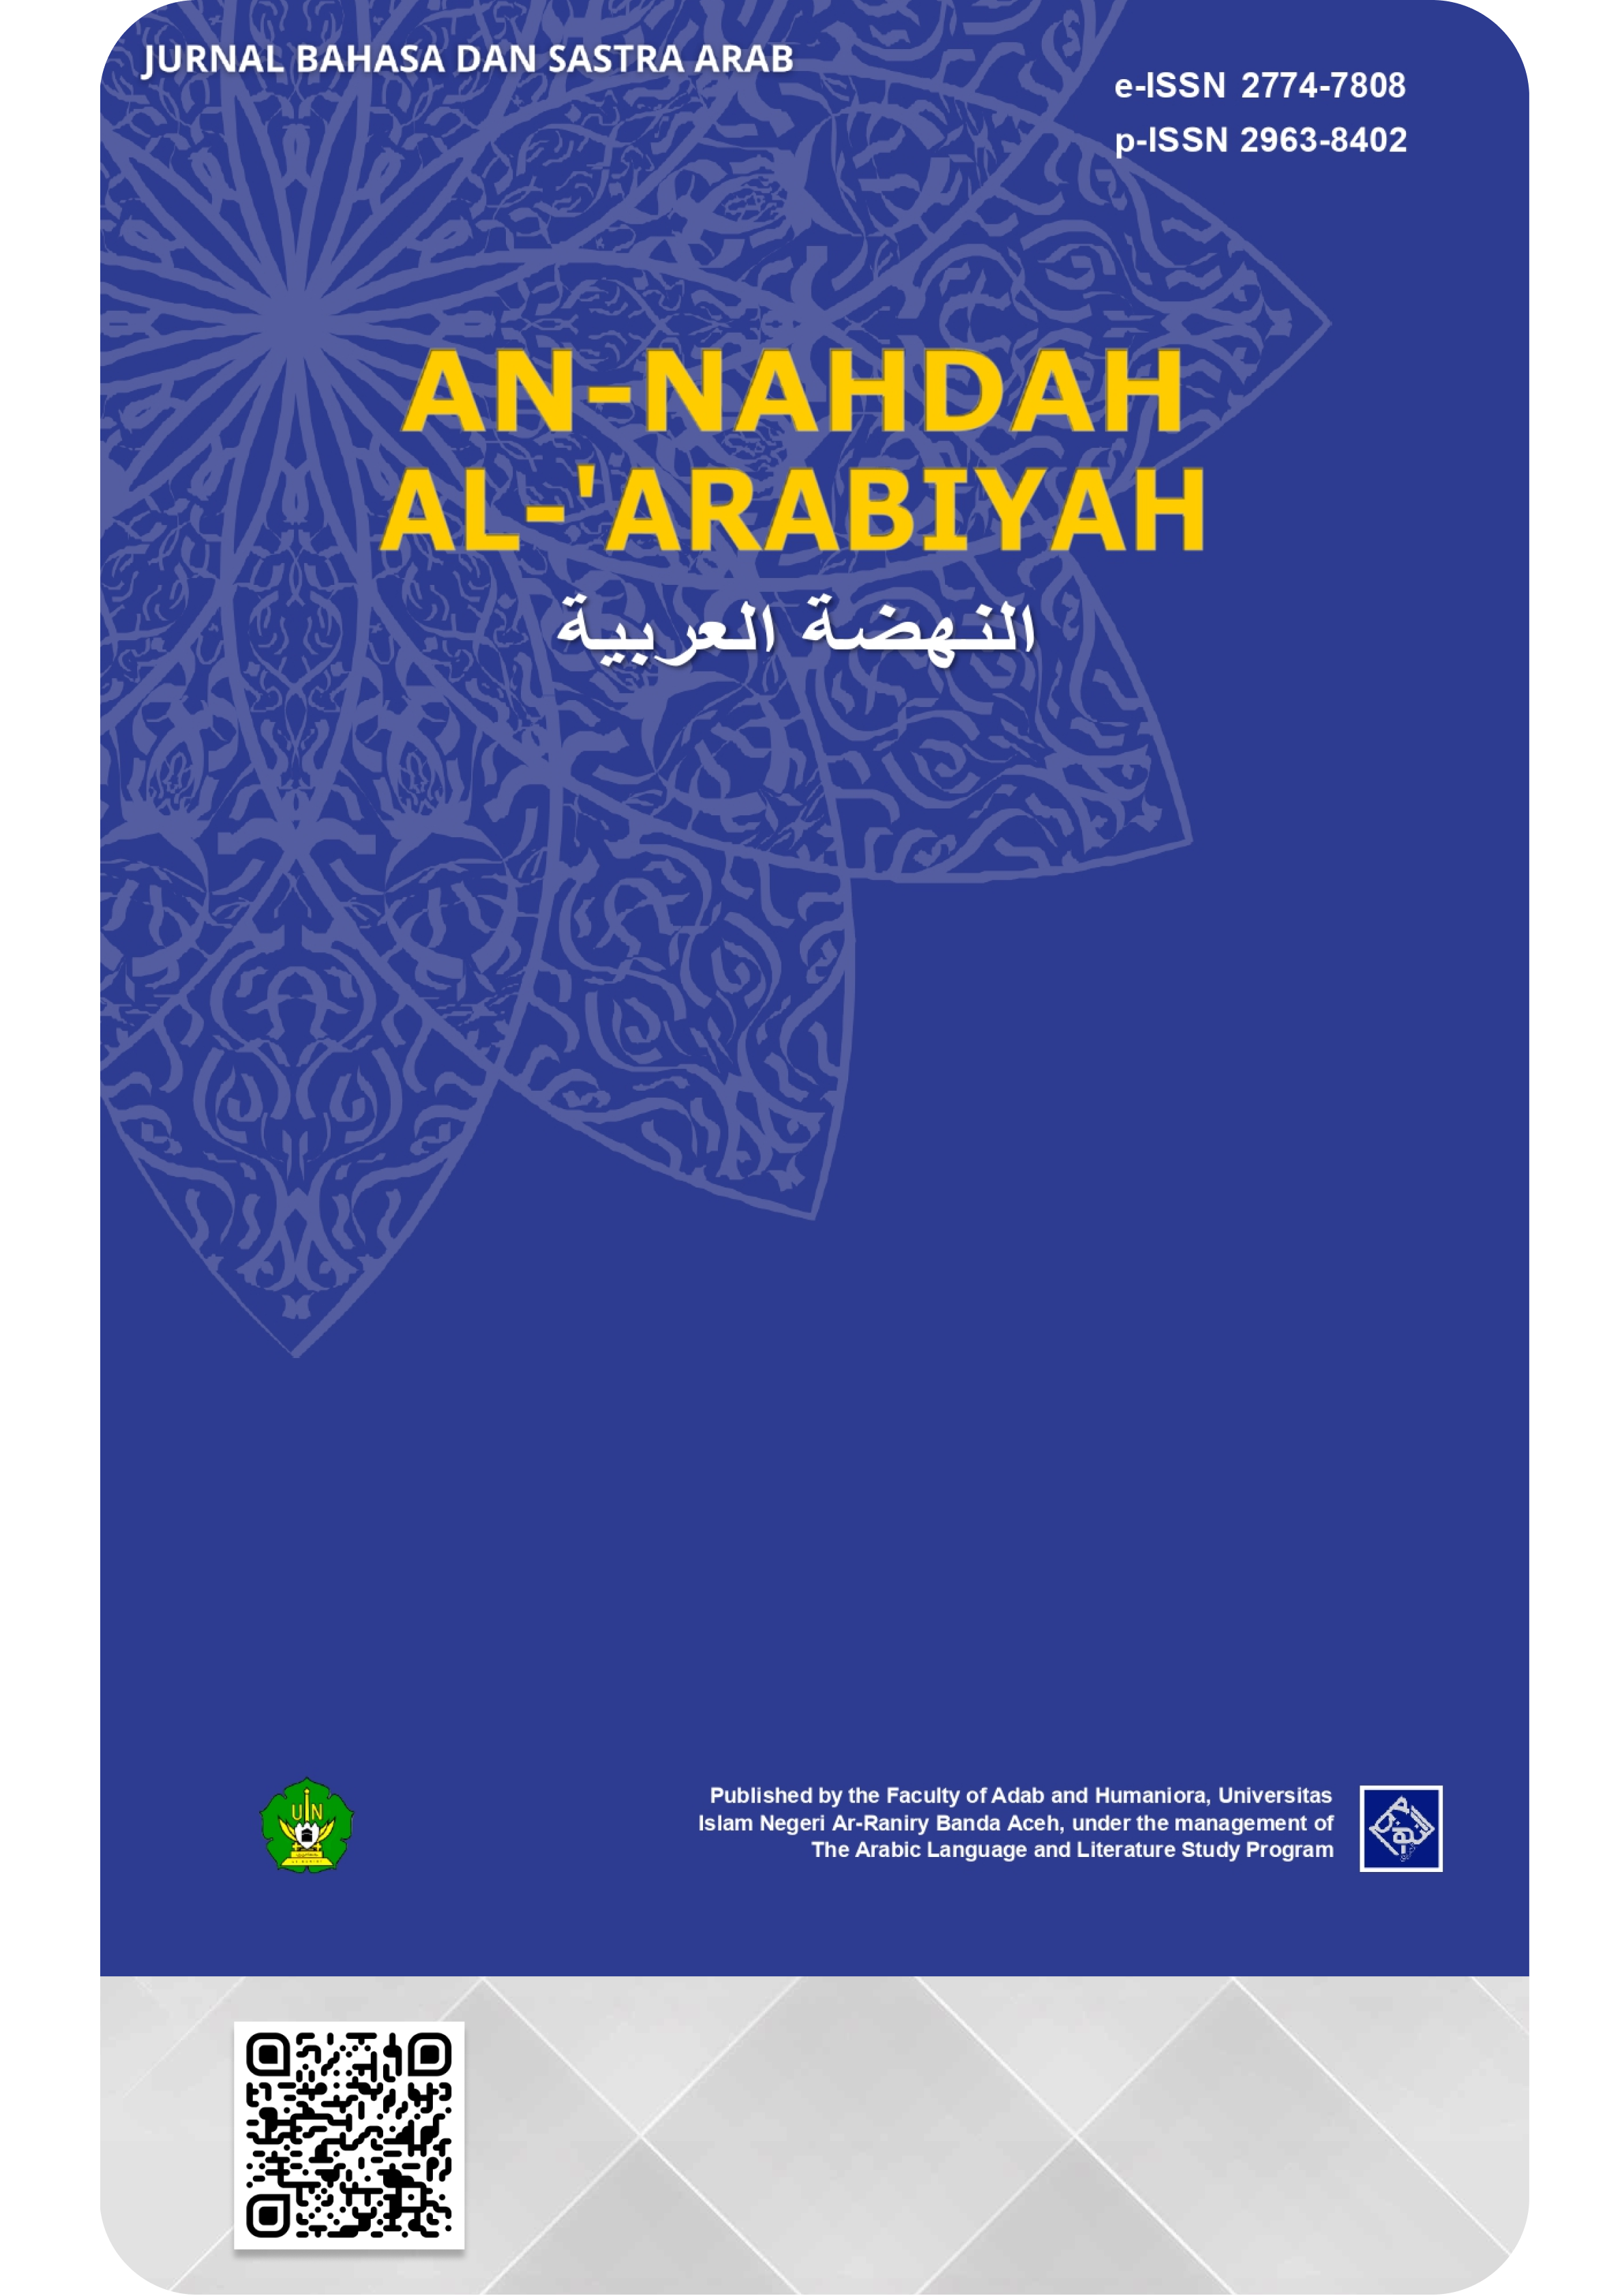 JURNAL BAHASA DAN SASTRA ARAB
e-ISSN 2774-7808
p-ISSN 2963-8402
AN-NAHDAH
AL-'ARABIYAH
النهضة العربية
Published by the Faculty of Adab and Humaniora, Universitas
Islam Negeri Ar-Raniry Banda Aceh, under the management of
The Arabic Language and Literature Study Program
UIN